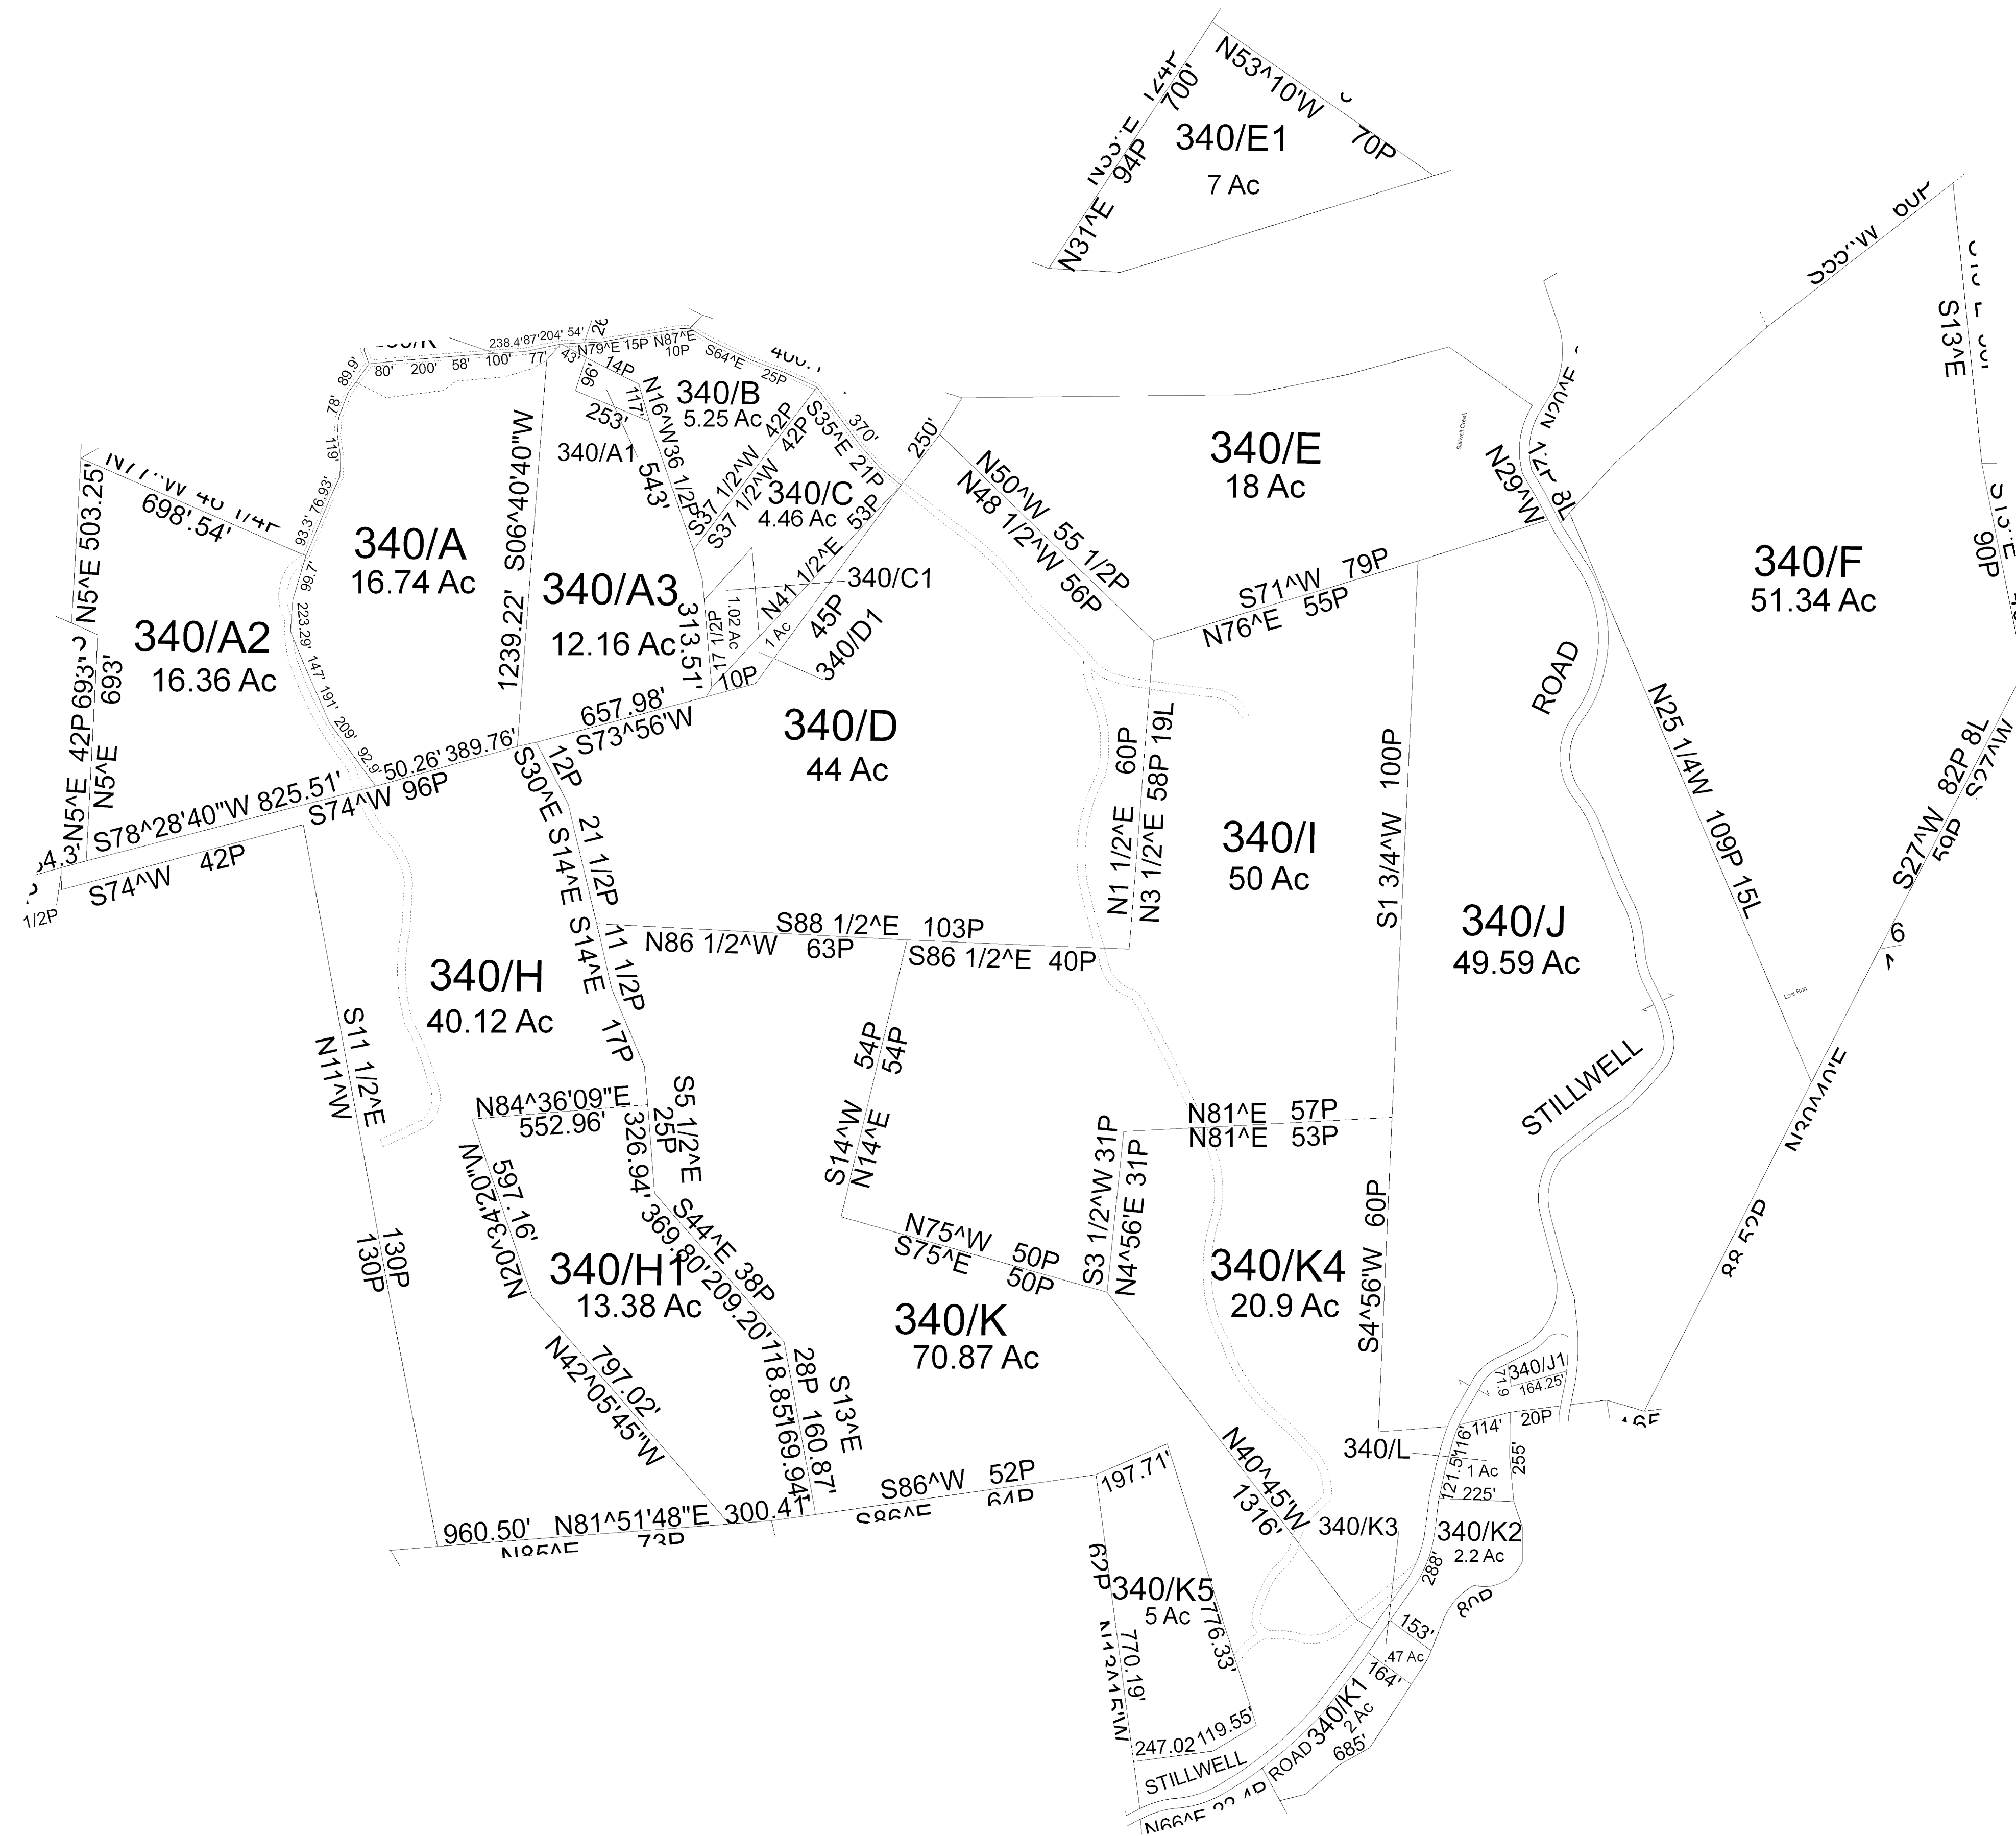 N53^10'W
70P
700'
94P
N31^E
340/E1
7 Ac
S13^E
90P
238.4'
87'
204'
54'
80'
200'
58'
100'
77'
43'
N79^E 15P
N87^E
10P
S64^E
25P
14P
96'
253'
117'
340/B
5.25 Ac
340/A1
N16^W36 1/2P
543'
S37 1/2^W 42P
S37 1/2^W 42P
S35^E 21P
370'
250'
340/C
4.46 Ac
53P
N41 1/2^E
340/C1
1.02 Ac
17 1/2P
1 Ac
45P
340/D1
10P
89.9'
78'
119'
76.93'
93.3'
99.7'
223.29'
147'
191'
209'
92.9'
698.54'
N5^E 503.25'
340/A
16.74 Ac
1239.22' S06^40'40"W
340/A3
12.16 Ac
313.51'
340/A2
16.36 Ac
693'
N5^E
N5^E 42P
693'
S78^28'40"W 825.51'
50.26'
389.76'
657.98'
S73^56'W
S74^W 96P
S74^W 42P
1/2P
340/D
44 Ac
N50^W 55 1/2P
N48 1/2^W 56P
340/E
18 Ac
Stillwell Creek
N29^W
8L
S71^W 79P
N76^E 55P
340/F
51.34 Ac
ROAD
N25 1/4W 109P 15L
S27^W 82P 8L
S30^E
12P
S14^E
21 1/2P
S14^E
11 1/2P
17P
S88 1/2^E 103P
N86 1/2^W 63P
S86 1/2^E 40P
N1 1/2^E 60P
N3 1/2^E 58P 19L
340/I
50 Ac
S1 3/4^W 100P
340/J
49.59 Ac
Lost Run
STILLWELL
340/H
40.12 Ac
S11 1/2^E
N11^W
130P
130P
N84^36'09"E
552.96'
S5 1/2^E
25P
326.94'
597.16'
N20^34'20"W
340/H1
13.38 Ac
S44^E 38P
369.80'
209.20'
118.85'
169.94'
28P
160.87'
S13^E
797.02'
N42^05'45"W
S14^W 54P
N14^E 54P
N75^W 50P
S75^E 50P
S3 1/2^W 31P
N4^56'E 31P
N81^E 57P
N81^E 53P
S4^56'W 60P
340/K4
20.9 Ac
340/K
70.87 Ac
960.50' N81^51'48"E 300.41'
S86^W 52P
197.71'
N40^45'W
1316'
62P
340/K5
5 Ac
776.33'
770.19'
247.02
119.55'
STILLWELL
ROAD
340/J1
164.25'
71.9
114'
20P
340/L
116'
121.5'
1 Ac
255'
225'
340/K3
340/K2
2.2 Ac
288'
153'
.47 Ac
164'
340/K1
2 Ac
685'